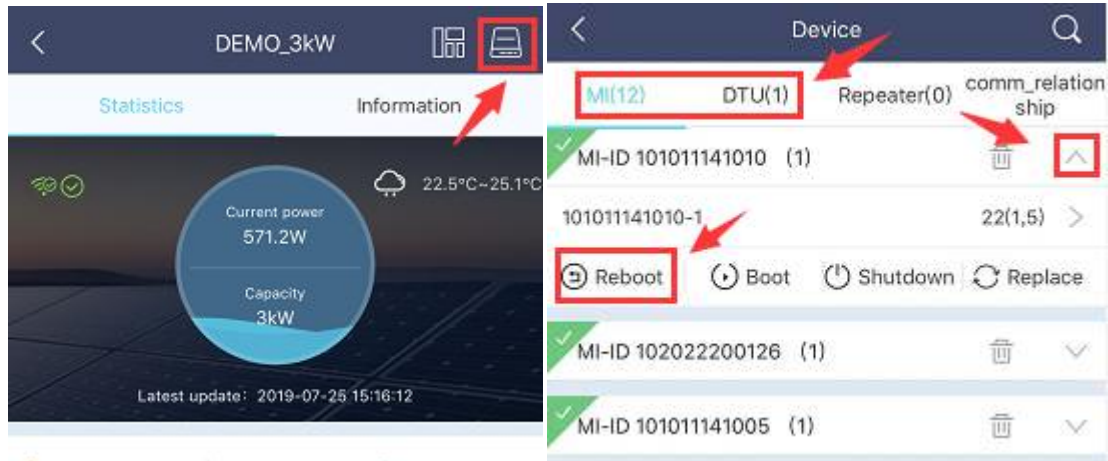 DEMO_3kW
Statistics
Information
22.5°C~25.1°C
Current power
571.2W
Capacity
3kW
Latest update: 2019-07-25 15:16:12
Device
MI(12)
DTU(1)
Repeater(0)
comm_relation
ship
MI-ID 101011141010 (1)
101011141010-1
22(1,5)
Reboot
Boot
Shutdown
Replace
MI-ID 102022200126 (1)
MI-ID 101011141005 (1)